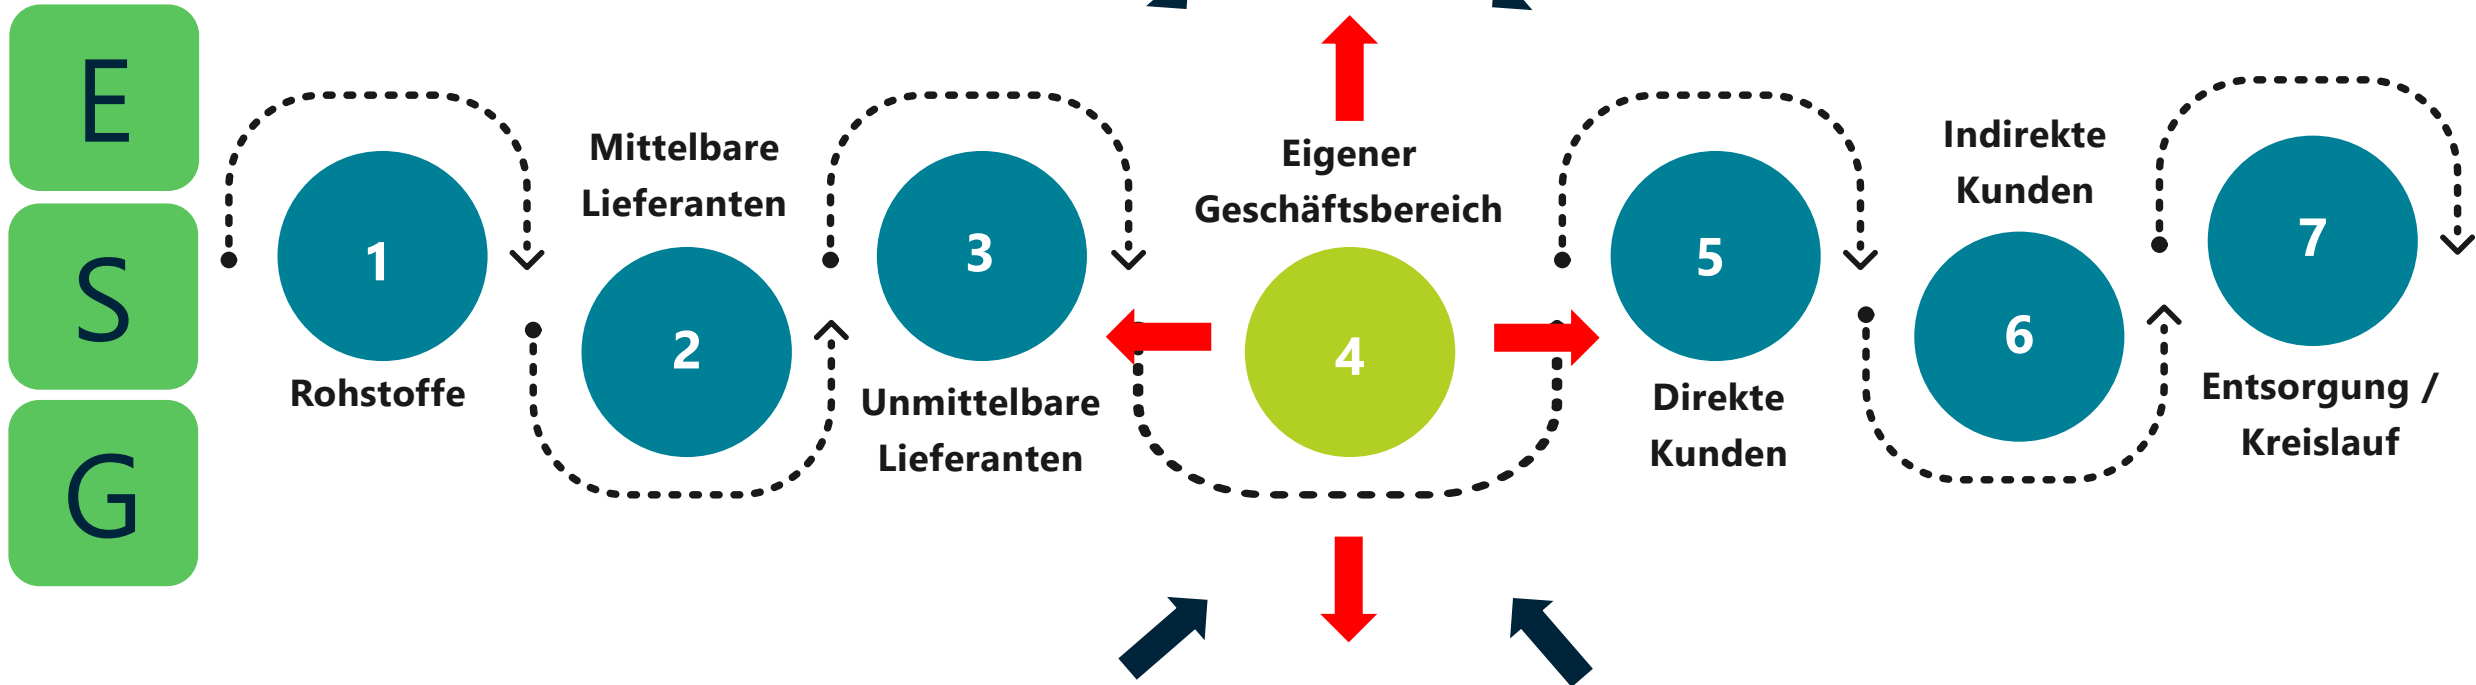 E
S
G
1
Rohstoffe
Mittelbare
Lieferanten
2
3
Unmittelbare
Lieferanten
Eigener
Geschäftsbereich
4
5
Direkte
Kunden
Indirekte
Kunden
6
7
Entsorgung /
Kreislauf